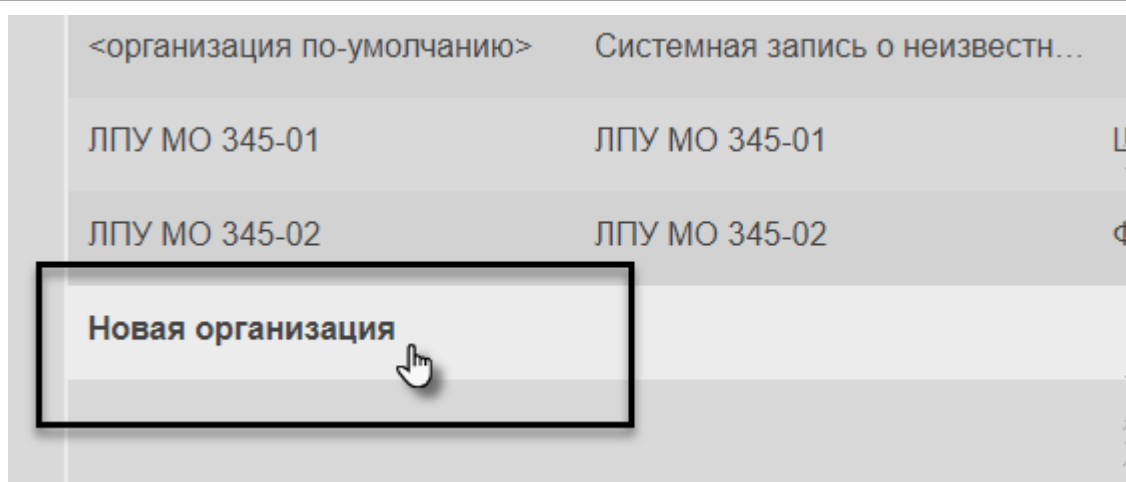 <организация по-умолчанию> Системная запись о неизвестн...
ЛПУ МО 345-01 ЛПУ МО 345-01
ЛПУ МО 345-02 ЛПУ МО 345-02
Новая организация